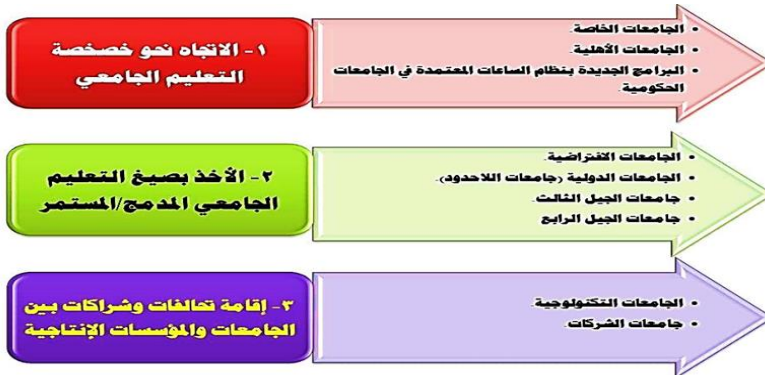 ١- الاتجاه نحو خصخصة
التعليم الجامعي
• الجامعات الخاصة.
• الجامعات الأهلية.
• البرامج الجديدة بنظام الساعات المعتمدة في الجامعات
الحكومية.
٢- الأخذ بصيغ التعليم
الجامعي المدمج/المستمر
• الجامعات الافتراضية.
• الجامعات الدولية (جامعات اللاحدود).
• جامعات الجيل الثالث.
• جامعات الجيل الرابع
٣- إقامة تحالفات وشراكات بين
الجامعات والمؤسسات الإنتاجية
• الجامعات التكنولوجية.
• جامعات الشركات.